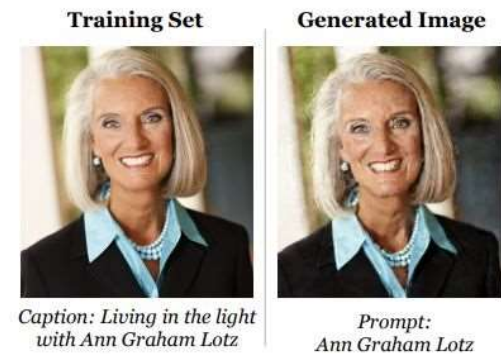 Training Set
Generated Image
Caption: Living in the light
with Ann Graham Lotz
Prompt:
Ann Graham Lotz